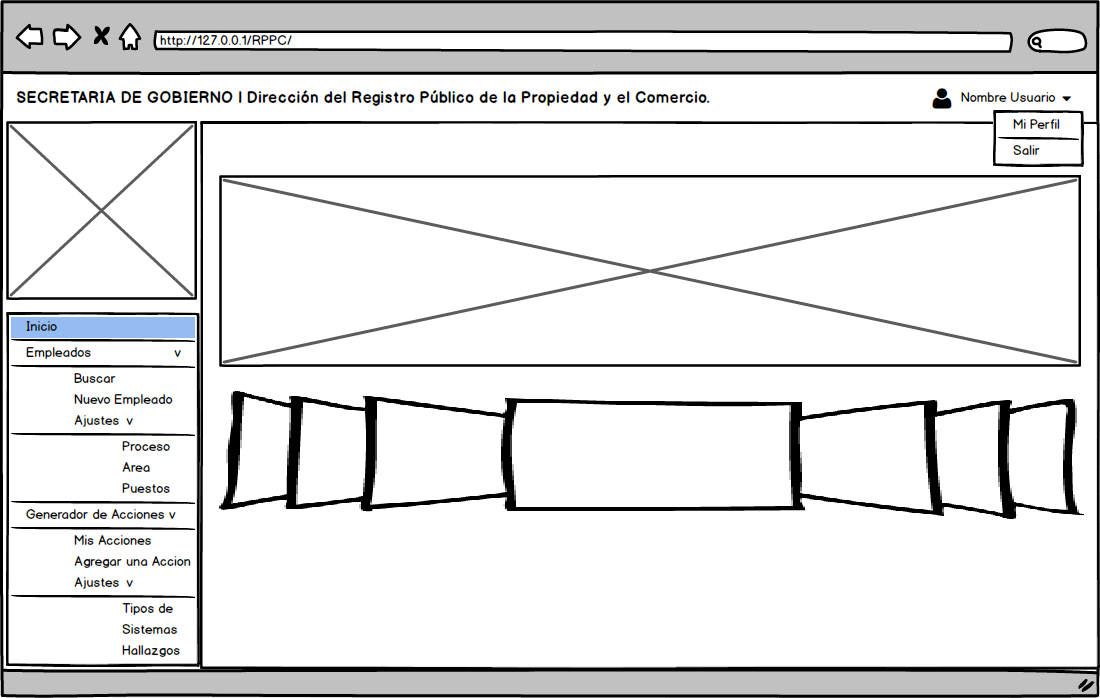 http://127.0.0.1/RPPC/
SECRETARIA DE GOBIERNO | Dirección del Registro Público de la Propiedad y el Comercio.
Nombre Usuario
Mi Perfil
Salir
Inicio
Empleados v
Buscar
Nuevo Empleado
Ajustes v
Proceso
Area
Puestos
Generador de Acciones v
Mis Acciones
Agregar una Accion
Ajustes v
Tipos de
Sistemas
Hallazgos